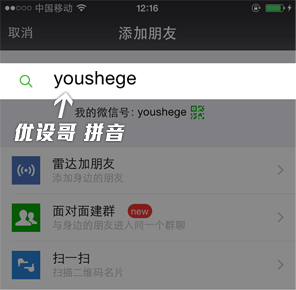 中国移动 12:16
取消 添加朋友
youshege
我的微信号: youshege
优设哥 拼音
雷达加朋友
添加身边的朋友
面对面建群 new
与身边的朋友进入同一个群聊
扫一扫
扫描二维码名片